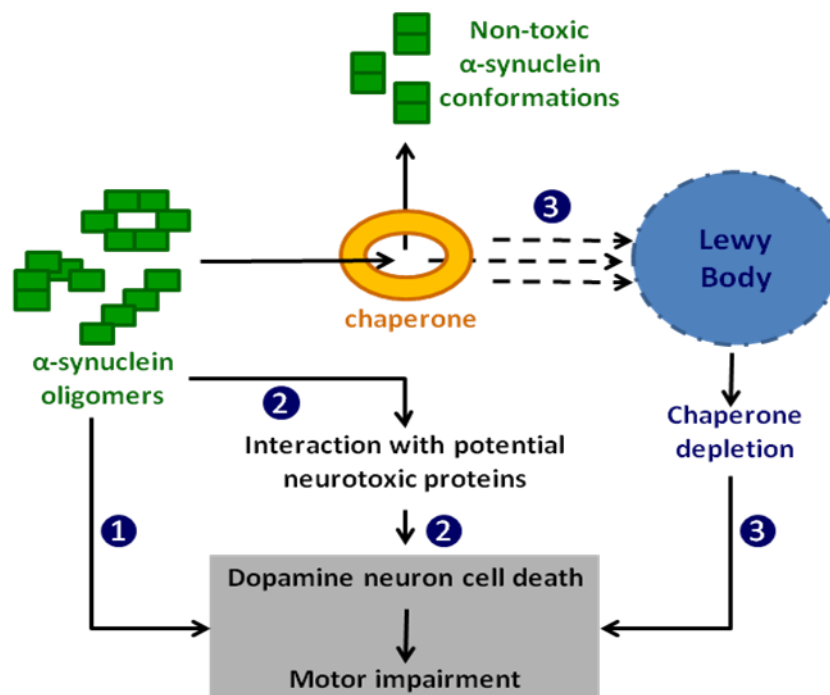 Non-toxic
α-synuclein
conformations
3
Lewy
Body
chaperone
α-synuclein
oligomers
2
Interaction with potential
neurotoxic proteins
Chaperone
depletion
1
2
3
Dopamine neuron cell death
Motor impairment